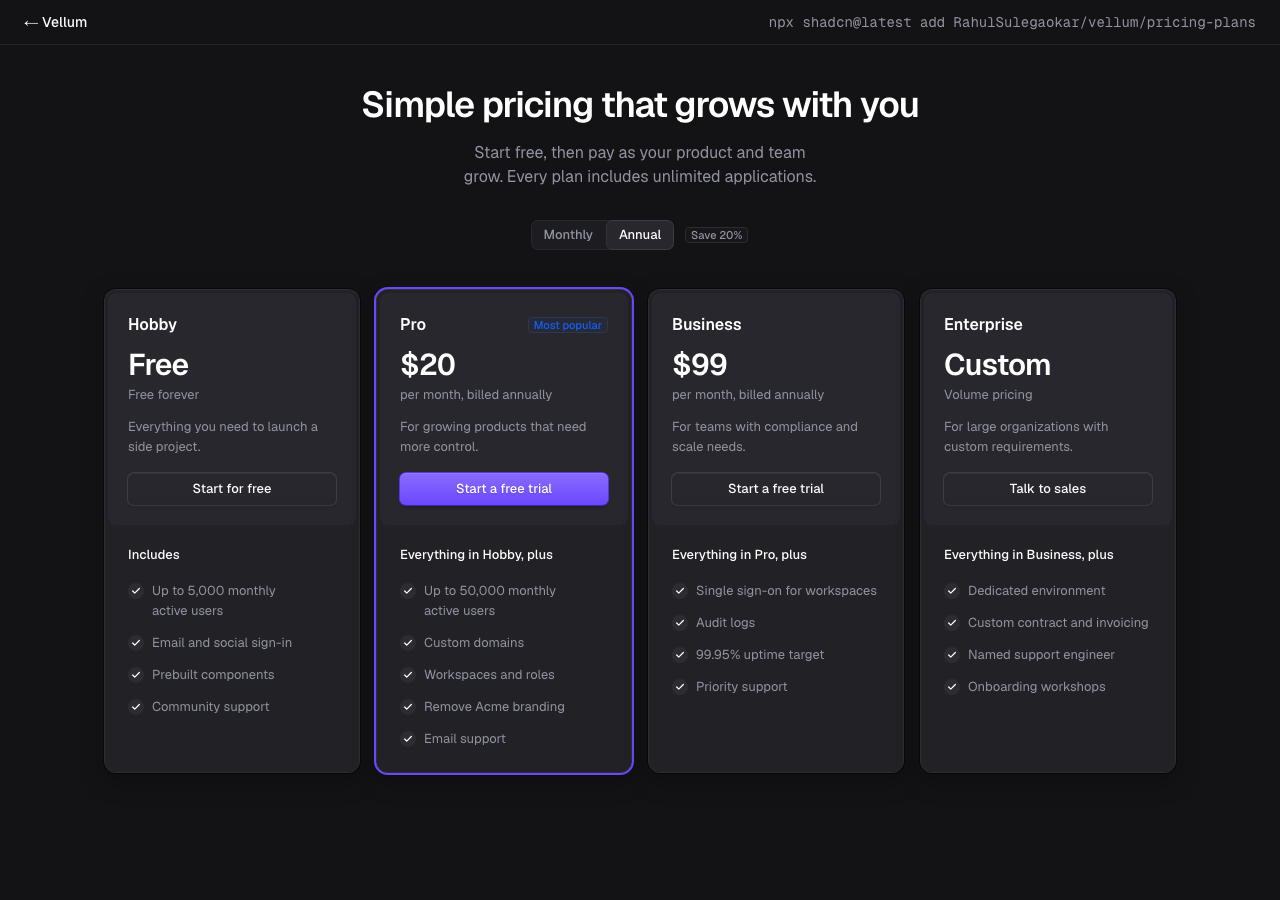 ← Vellum
npx shadcn@latest add RahulSulegaokar/vellum/pricing-plans
Simple pricing that grows with you
Start free, then pay as your product and team
grow. Every plan includes unlimited applications.
Monthly
Annual
Save 20%
Hobby
Free
Free forever
Everything you need to launch a
side project.
Start for free
Includes
Up to 5,000 monthly
active users
Email and social sign-in
Prebuilt components
Community support
Pro
Most popular
$20
per month, billed annually
For growing products that need
more control.
Start a free trial
Everything in Hobby, plus
Up to 50,000 monthly
active users
Custom domains
Workspaces and roles
Remove Acme branding
Email support
Business
$99
per month, billed annually
For teams with compliance and
scale needs.
Start a free trial
Everything in Pro, plus
Single sign-on for workspaces
Audit logs
99.95% uptime target
Priority support
Enterprise
Custom
Volume pricing
For large organizations with
custom requirements.
Talk to sales
Everything in Business, plus
Dedicated environment
Custom contract and invoicing
Named support engineer
Onboarding workshops